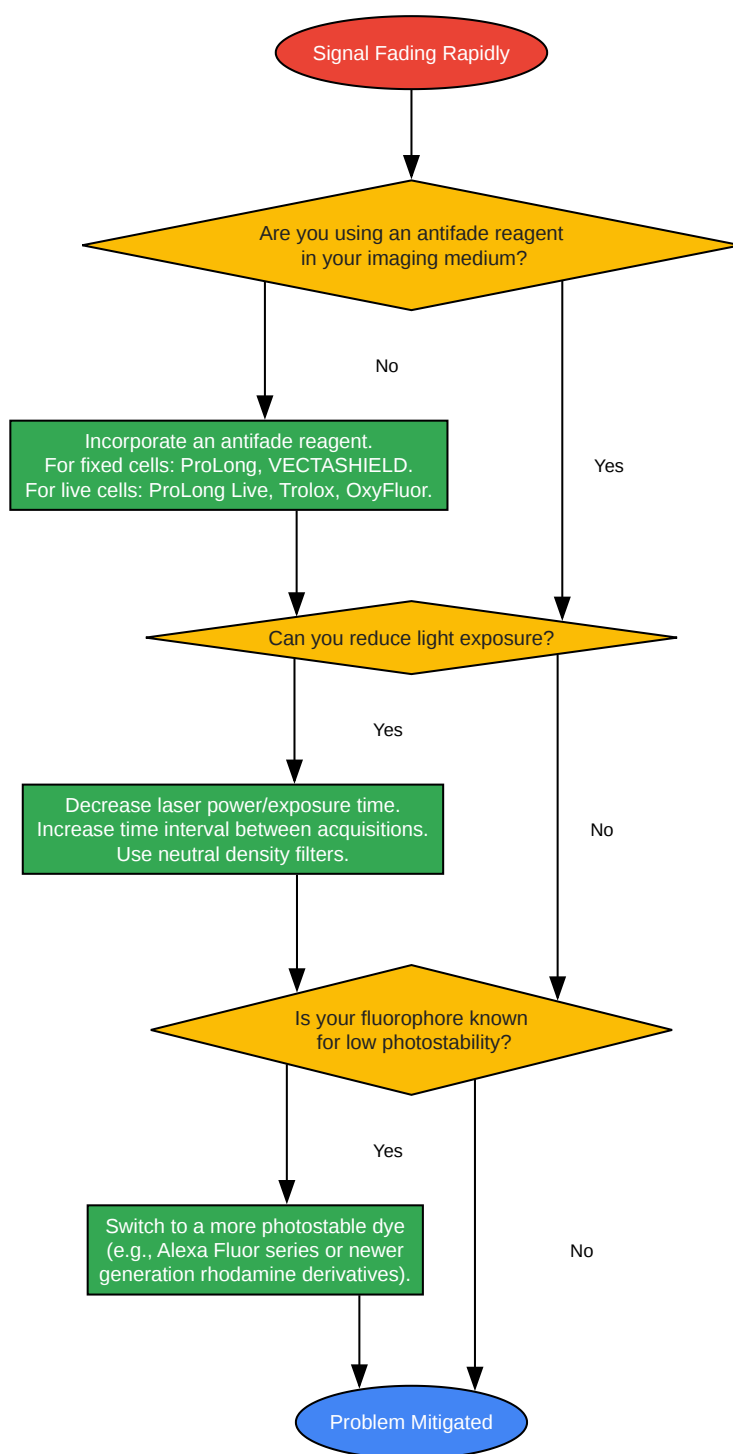 Signal Fading Rapidly
Are you using an antifade reagent
in your imaging medium?
No
Incorporate an antifade reagent.
For fixed cells: ProLong, VECTASHIELD.
For live cells: ProLong Live, Trolox, OxyFluor.
Yes
Can you reduce light exposure?
Yes
Decrease laser power/exposure time.
Increase time interval between acquisitions.
Use neutral density filters.
No
Is your fluorophore known
for low photostability?
Yes
Switch to a more photostable dye
(e.g., Alexa Fluor series or newer
generation rhodamine derivatives).
No
Problem Mitigated